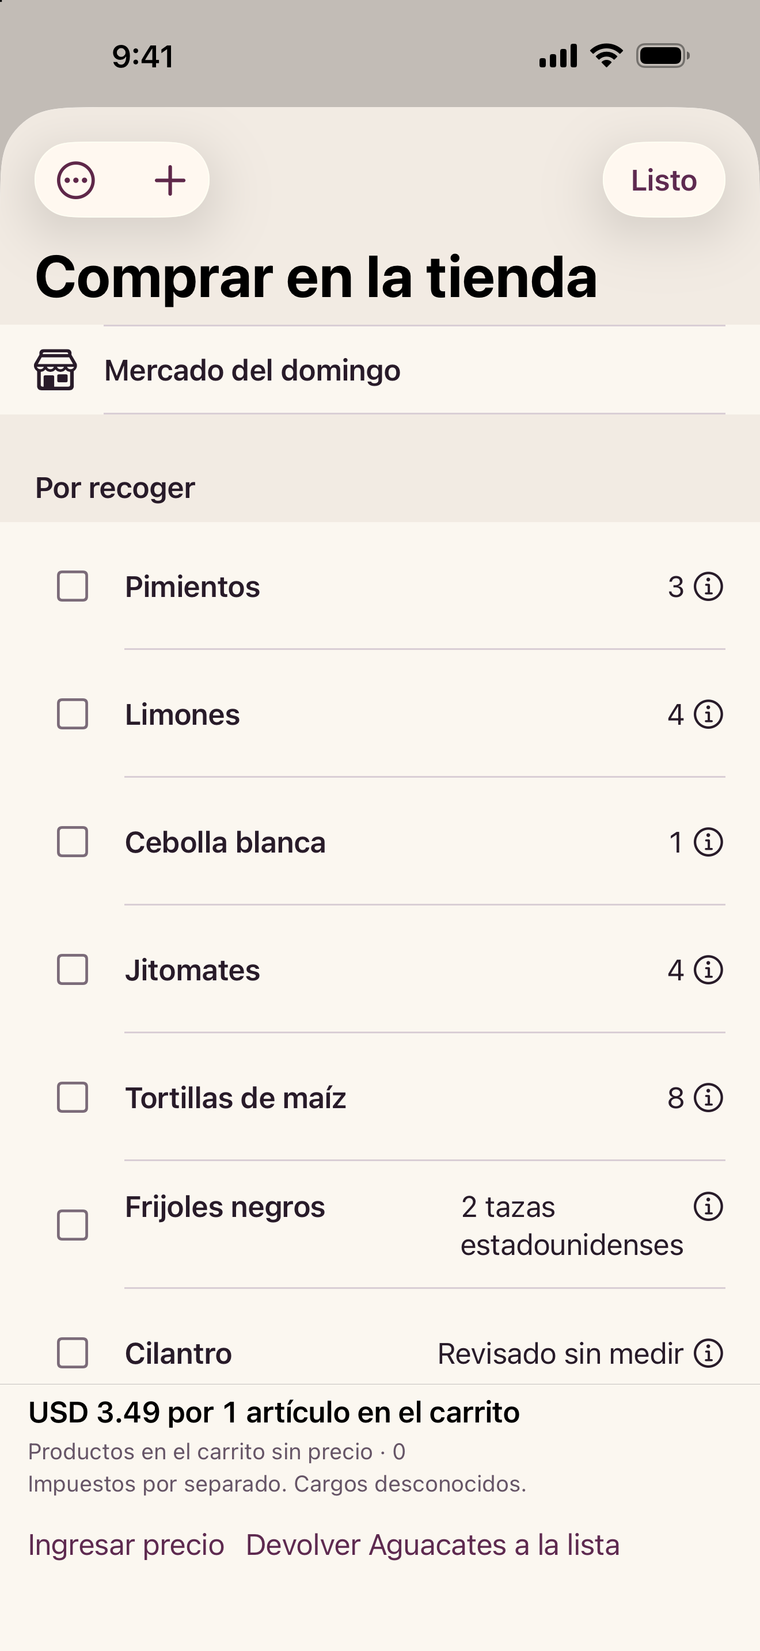 9:41
Listo
Comprar en la tienda
Mercado del domingo
Por recoger
Pimientos 3
Limones 4
Cebolla blanca 1
Jitomates 4
Tortillas de maíz 8
Frijoles negros 2 tazas
estadounidenses
Cilantro Revisado sin medir
USD 3.49 por 1 artículo en el carrito
Productos en el carrito sin precio · 0
Impuestos por separado. Cargos desconocidos.
Ingresar precio Devolver Aguacates a la lista